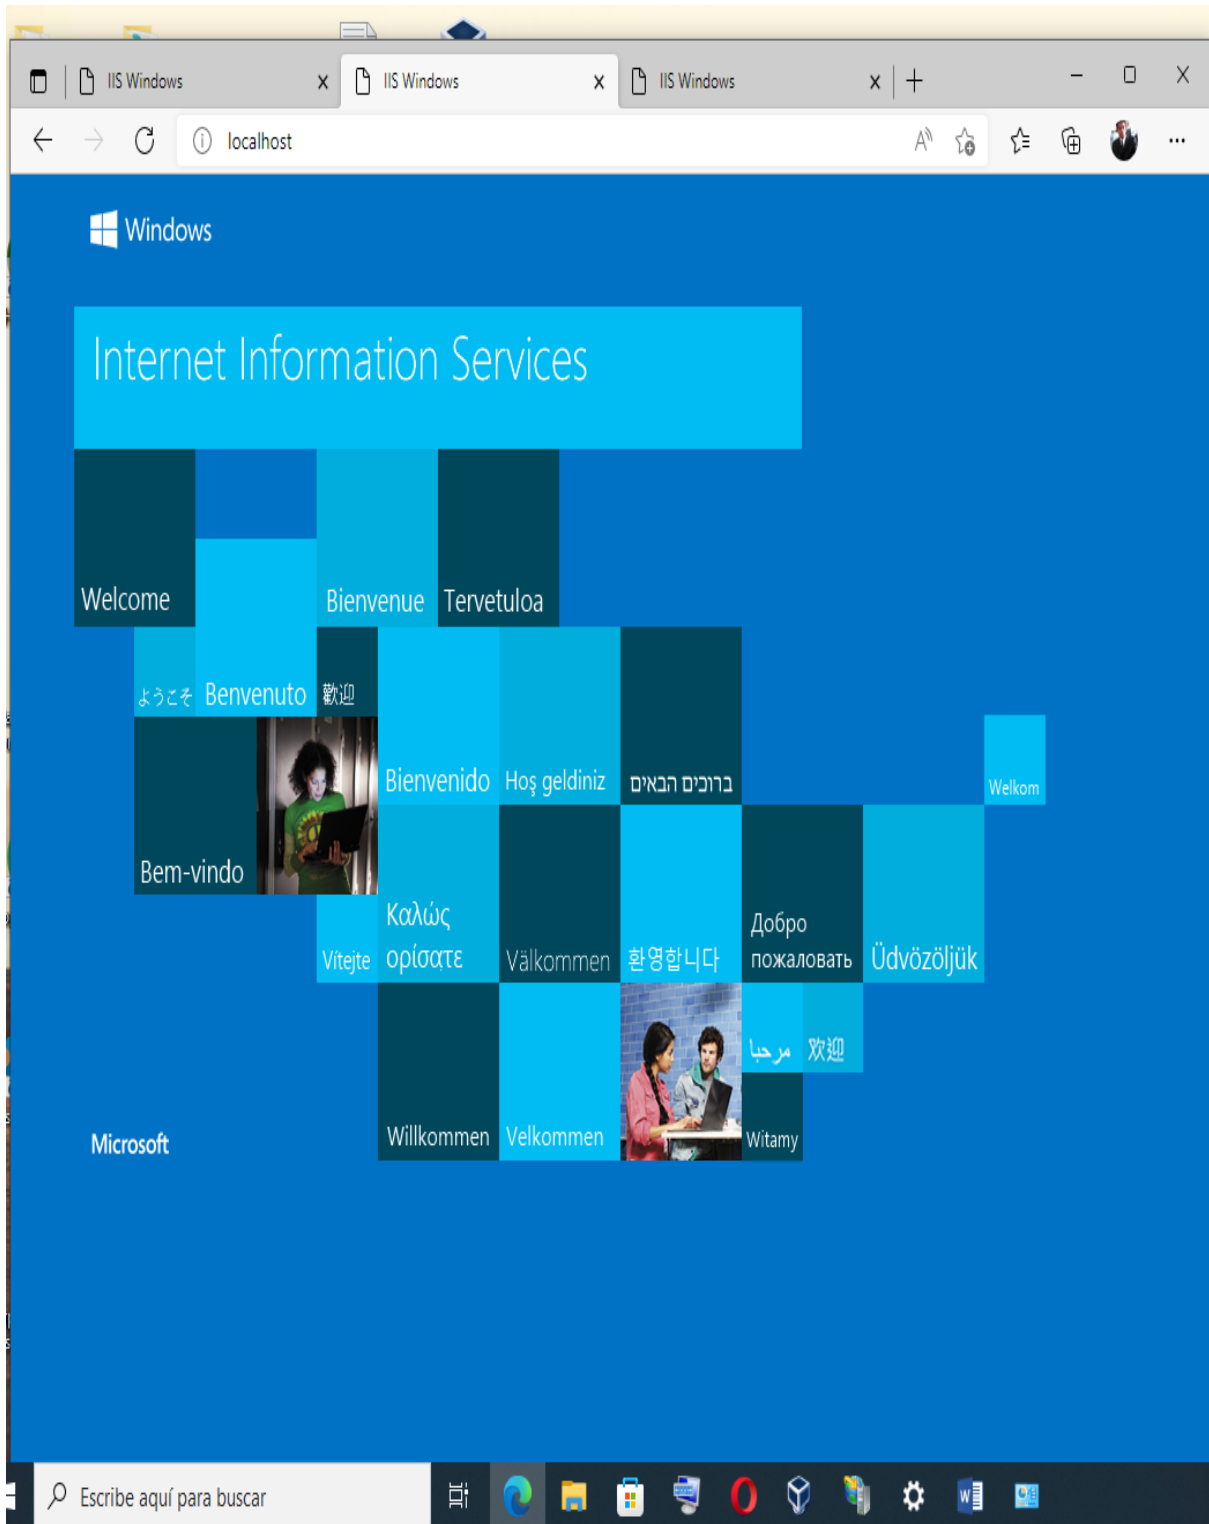 IIS Windows
IIS Windows
IIS Windows
localhost
Windows
Internet Information Services
Welcome
Bienvenue
Tervetuloa
ようこそ
Benvenuto
歡迎
Bienvenido
Hoş geldiniz
ברוכים הבאים
Welkom
Bem-vindo
Vítejte
Καλώς
ορίσατε
Välkommen
환영합니다
Добро
пожаловать
Üdvözöljük
مرحبا
欢迎
Willkommen
Velkommen
Witamy
Microsoft
Escribe aquí para buscar